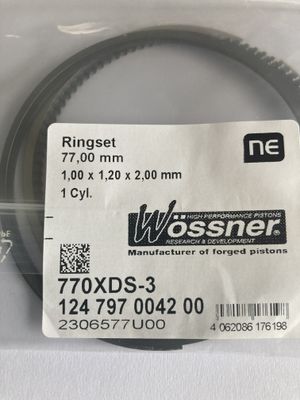 Ringset
77,00 mm
1,00 x 1,20 x 2,00 mm
1 Cyl.
NE
HIGH PERFORMANCE PISTONS
Wössner
RESEARCH & DEVELOPMENT
Manufacturer of forged pistons
770XDS-3
124 797 0042 00
2306577U00
4 062086 176198